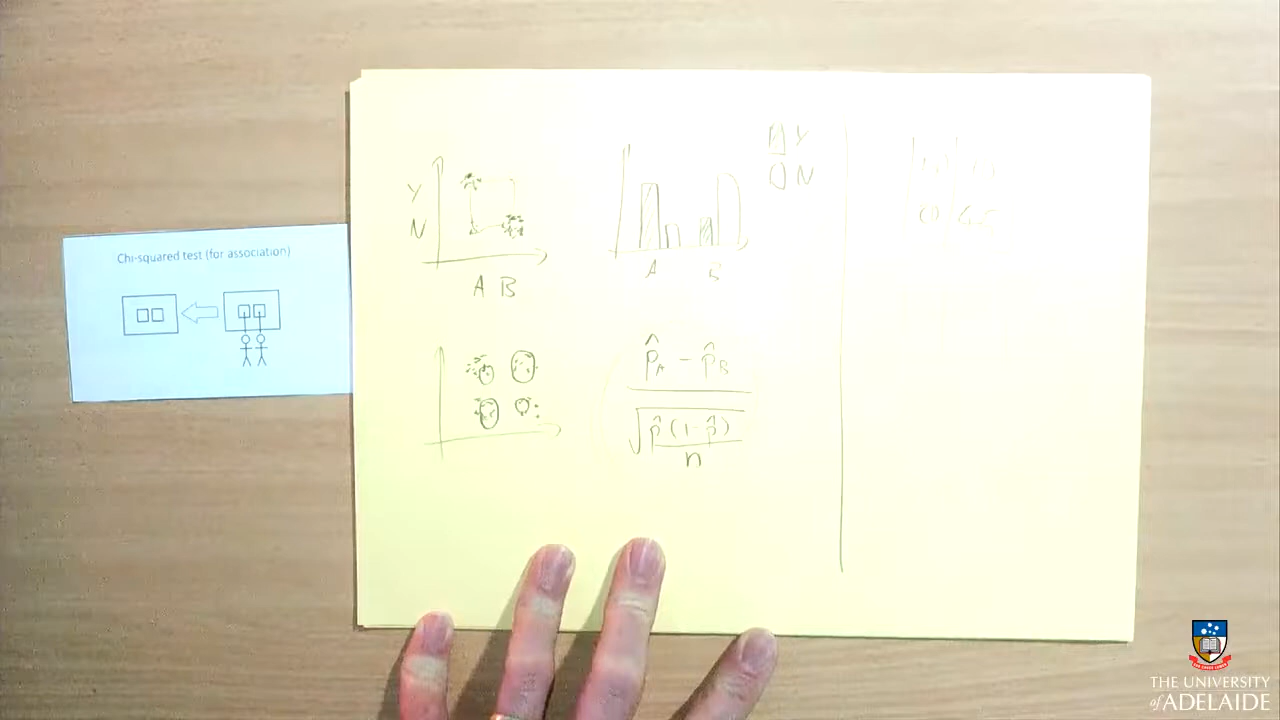 Chi-squared test (for association)
Y
N
A B
Y
N
A B
p̂A - p̂B
√p̂(1-p̂)
n
THE UNIVERSITY
of ADELAIDE